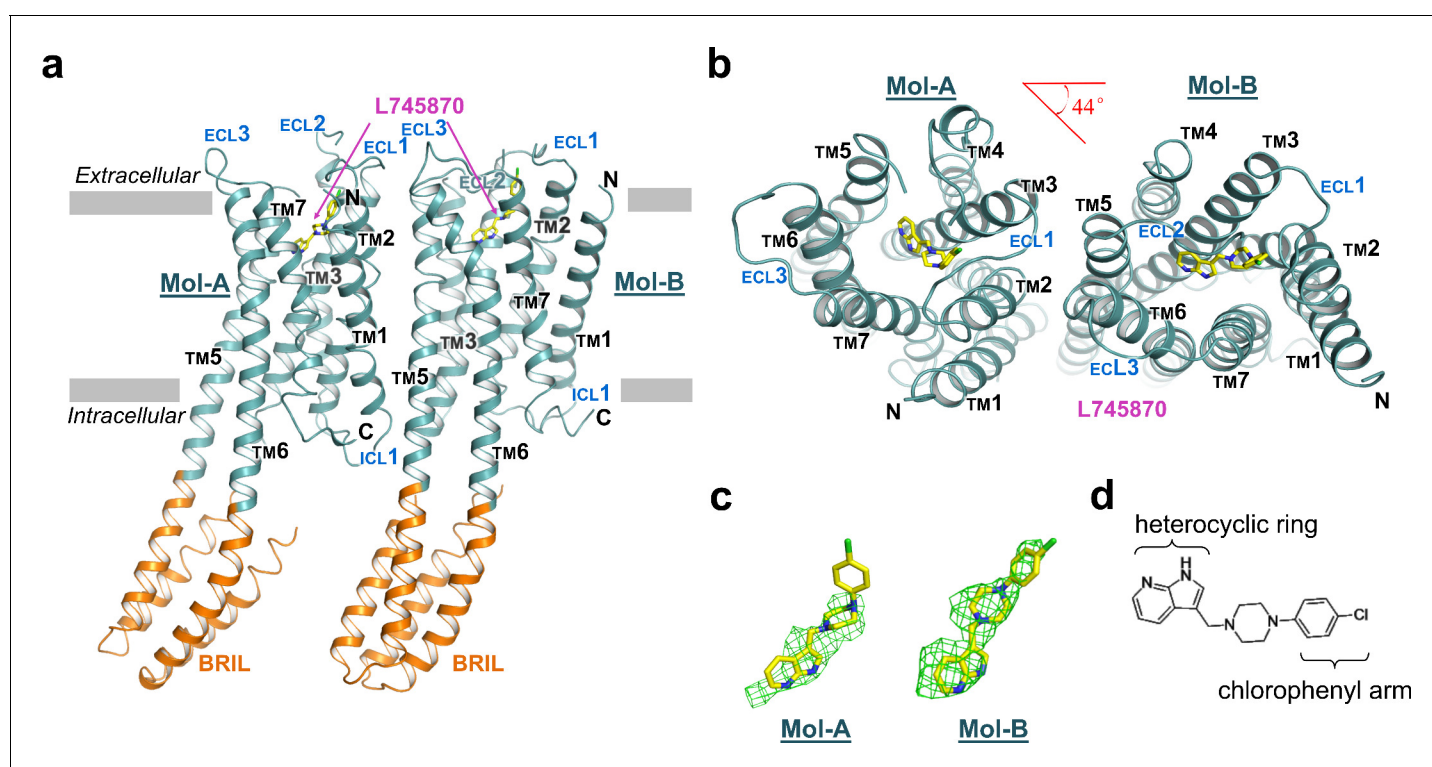 a
L745870
ECL3
ECL2
ECL1
ECL3
ECL1
Extracellular
ECL2
N
N
TM7
TM2
TM2
TM3
Mol-A
Mol-B
TM7
TM3
TM1
TM1
TM5
TM5
Intracellular
ICL1
C
C
TM6
ICL1
TM6
BRIL
BRIL
b
Mol-A
Mol-B
44°
TM4
TM3
TM5
TM4
TM3
ECL1
TM5
TM6
ECL1
ECL2
TM2
ECL3
TM2
TM6
TM7
ECL3
TM1
TM7
N
TM1
L745870
N
c
Mol-A
Mol-B
d
heterocyclic ring
H
N
N
N
N
Cl
chlorophenyl arm